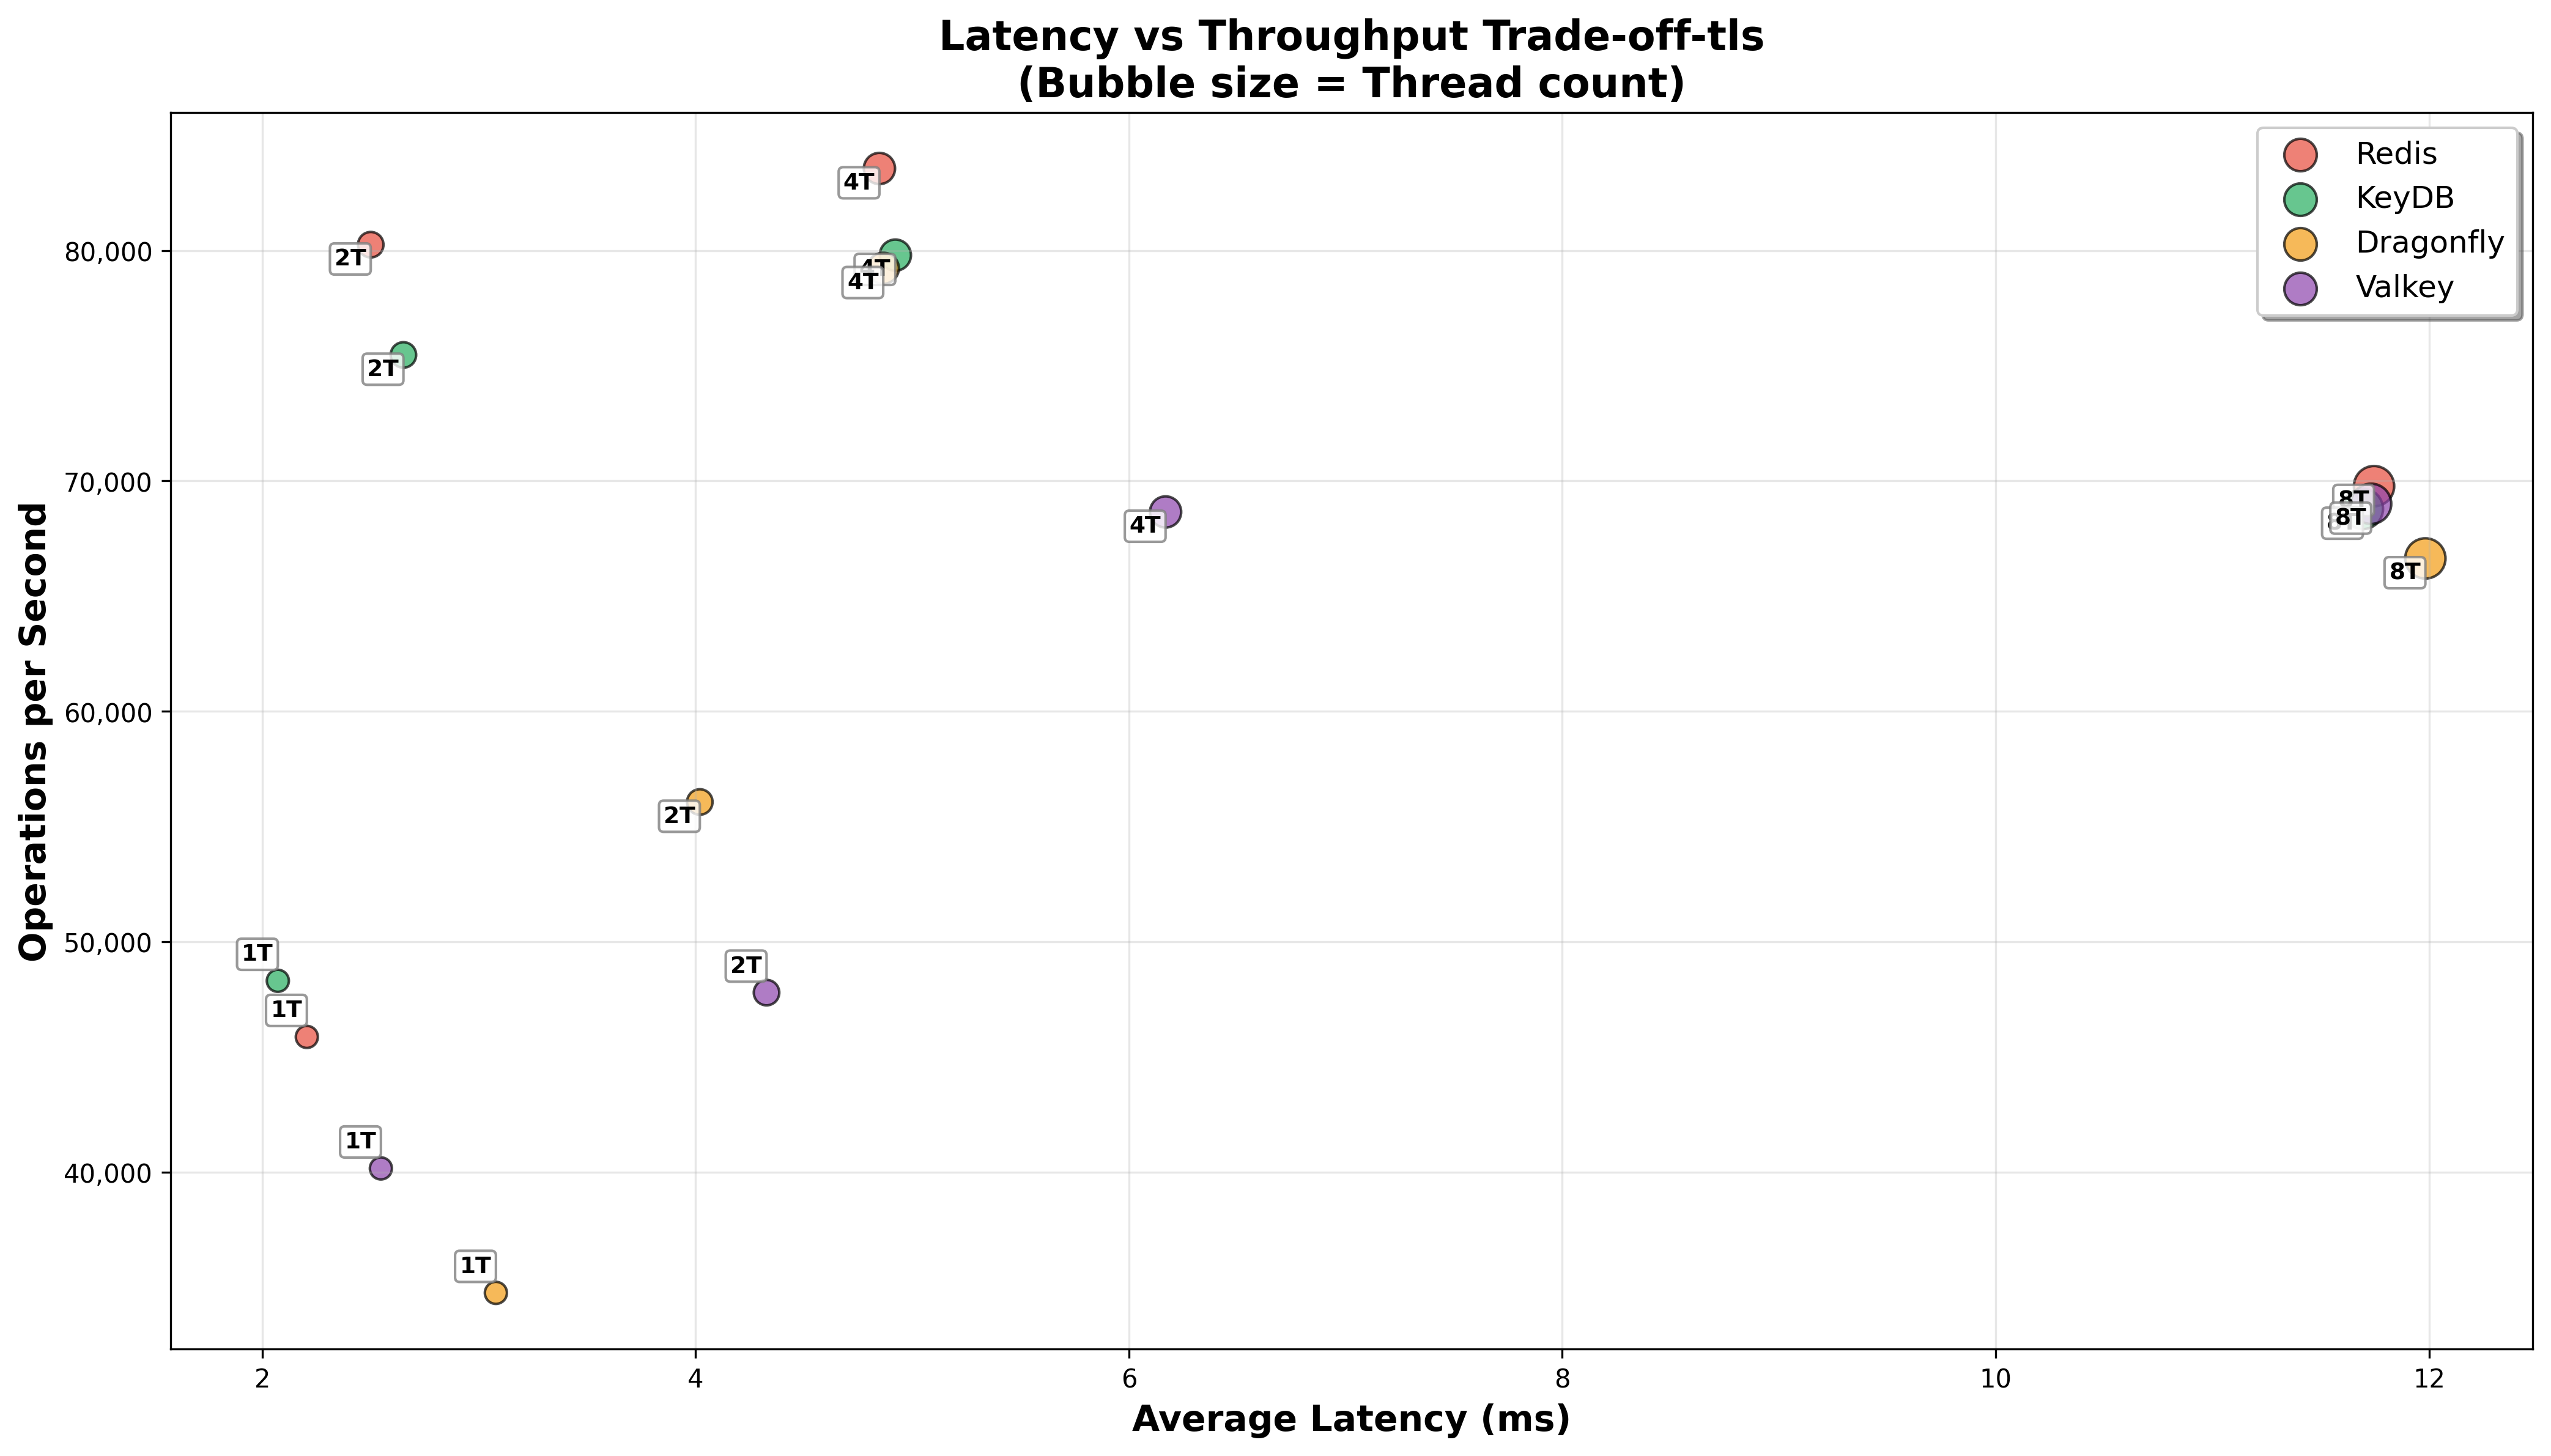 Latency vs Throughput Trade-off-tls
(Bubble size = Thread count)
Redis
KeyDB
Dragonfly
Valkey
Operations per Second
80,000
70,000
60,000
50,000
40,000
4T
2T
4T
4T
2T
8T
8T
4T
8T
2T
1T
2T
1T
1T
1T
2
4
6
8
10
12
Average Latency (ms)